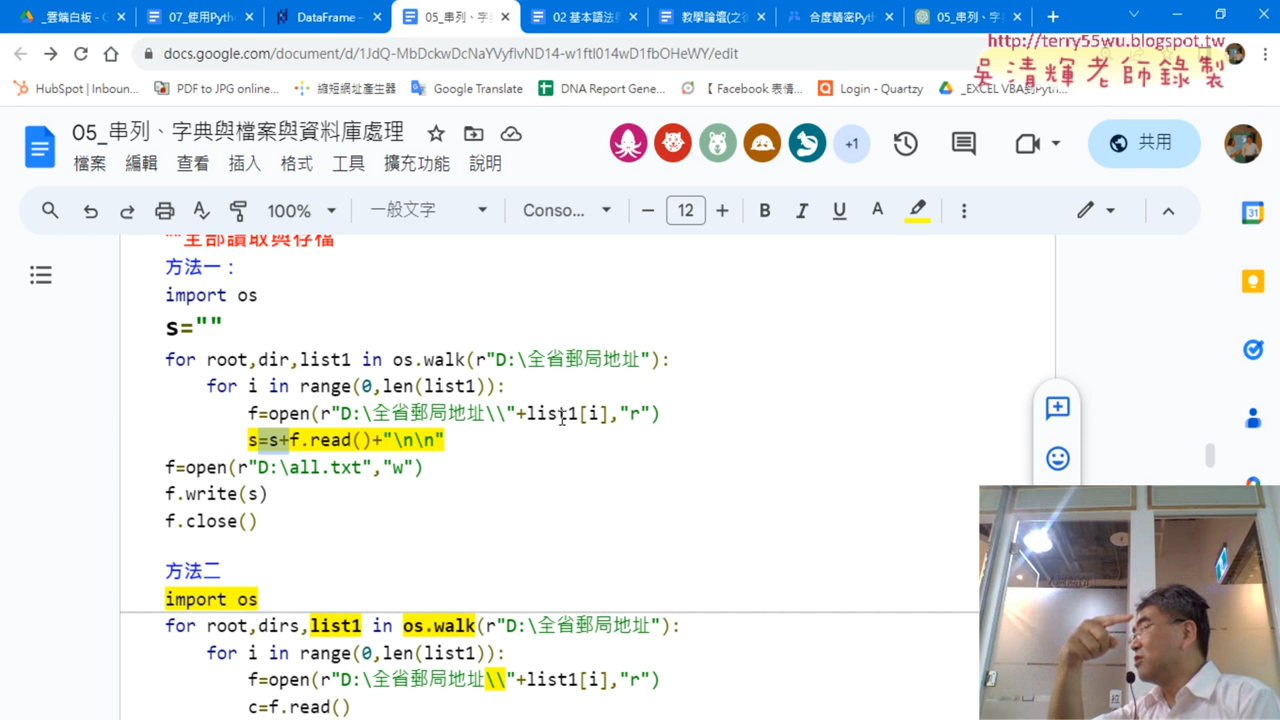 _雲端白板 - G
07_使用Pyth
DataFrame –
05_串列、字
02 基本語法
教學論壇(之
合度精密Pyth
05_串列、字
docs.google.com/document/d/
http://terry55wu.blogspot.tw
吳清輝老師錄製
HubSpot | Inboun...
PDF to JPG online...
縮短網址產生器
Google Translate
DNA Report Gene...
【 Facebook 表情...
Login - Quartzy
_EXCEL VBA到Pyth...
05_串列、字典與檔案與資料庫處理
+1
共用
檔案 編輯 查看 插入 格式 工具 擴充功能 說明
100% 一般文字 Conso... 12 B I U A
31
**全部讀取與存檔
方法一：
import os
s=""
for root,dir,list1 in os.walk(r"D:\全省郵局地址"):
for i in range(0,len(list1)):
f=open(r"D:\全省郵局地址\\"+list1[i],"r")
s=s+f.read()+"\n\n"
f=open(r"D:\all.txt","w")
f.write(s)
f.close()
方法二
import os
for root,dirs,list1 in os.walk(r"D:\全省郵局地址"):
for i in range(0,len(list1)):
f=open(r"D:\全省郵局地址\\"+list1[i],"r")
c=f.read()
拉